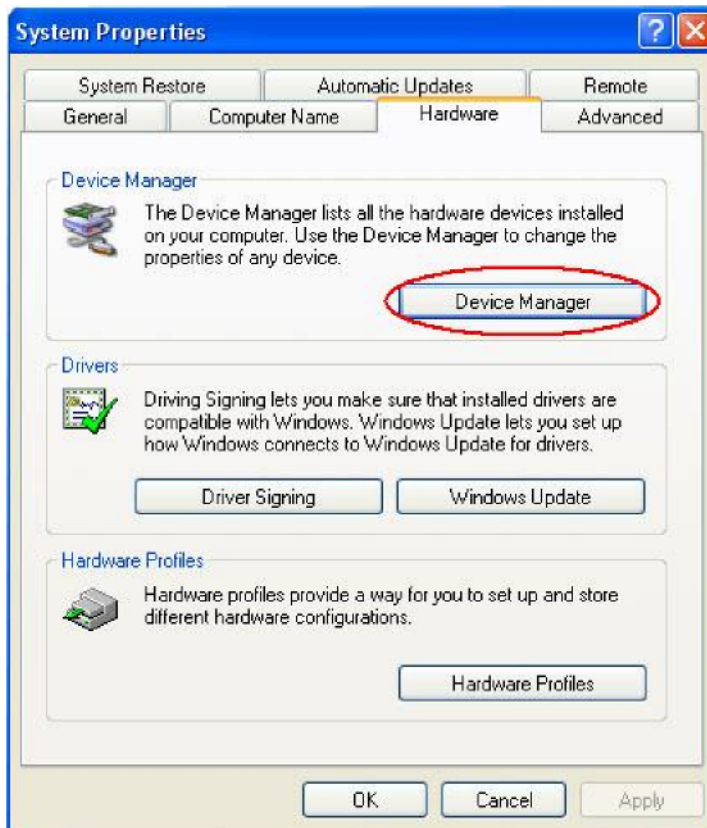 System Properties
System Restore Automatic Updates Remote
General Computer Name Hardware Advanced
Device Manager
The Device Manager lists all the hardware devices installed
on your computer. Use the Device Manager to change the
properties of any device.
Device Manager
Drivers
Driving Signing lets you make sure that installed drivers are
compatible with Windows. Windows Update lets you set up
how Windows connects to Windows Update for drivers.
Driver Signing Windows Update
Hardware Profiles
Hardware profiles provide a way for you to set up and store
different hardware configurations.
Hardware Profiles
OK Cancel Apply